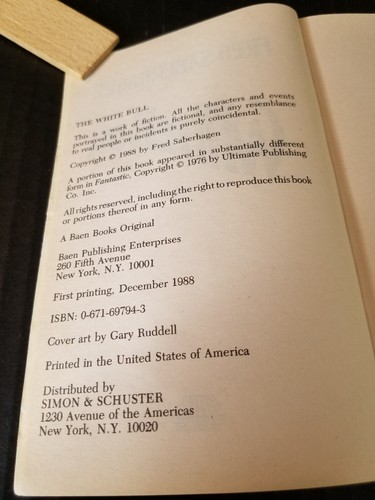 THE WHITE BULL
This is a work of fiction. All the characters and events
portrayed in this book are fictional, and any resemblance
to real people or incidents is purely coincidental.
Copyright © 1988 by Fred Saberhagen
A portion of this book appeared in substantially different
form in Fantastic, Copyright © 1976 by Ultimate Publishing
Co. Inc.
All rights reserved, including the right to reproduce this book
or portions thereof in any form.
A Baen Books Original
Baen Publishing Enterprises
260 Fifth Avenue
New York, N.Y. 10001
First printing, December 1988
ISBN: 0-671-69794-3
Cover art by Gary Ruddell
Printed in the United States of America
Distributed by
SIMON & SCHUSTER
1230 Avenue of the Americas
New York, N.Y. 10020